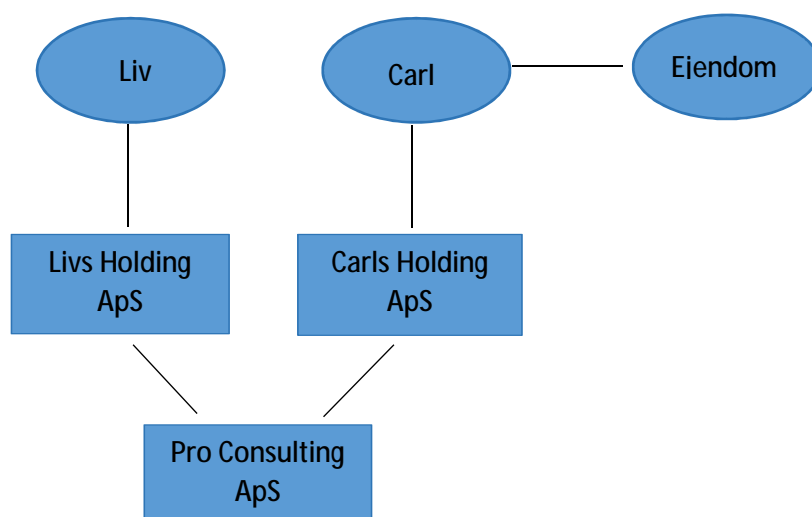 Liv
Carl
Ejendom
Livs Holding
ApS
Carls Holding
ApS
Pro Consulting
ApS